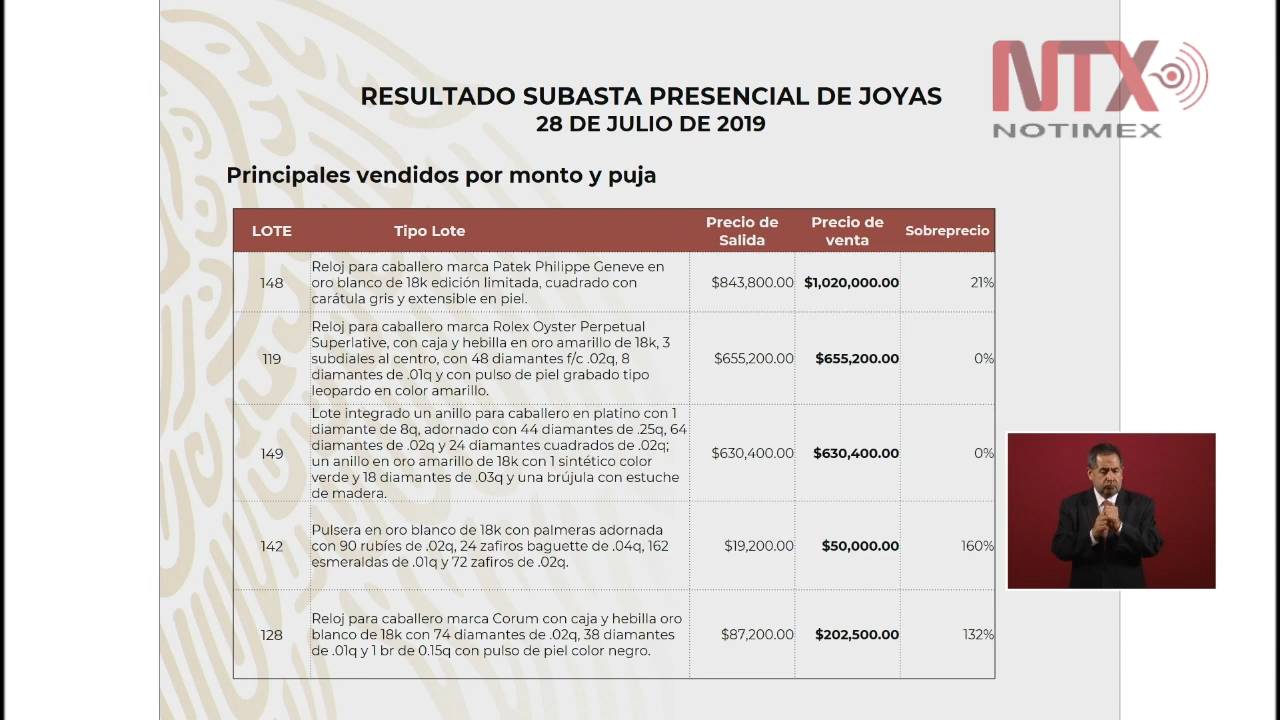 NTX
NOTIMEX
RESULTADO SUBASTA PRESENCIAL DE JOYAS
28 DE JULIO DE 2019
Principales vendidos por monto y puja
LOTE Tipo Lote Precio de Salida Precio de venta Sobreprecio
148 Reloj para caballero marca Patek Philippe Geneve en
oro blanco de 18k edición limitada, cuadrado con
carátula gris y extensible en piel.
$843,800.00 $1,020,000.00 21%
119 Reloj para caballero marca Rolex Oyster Perpetual
Superlative, con caja y hebilla en oro amarillo de 18k, 3
subdiales al centro, con 48 diamantes f/c .02q, 8
diamantes de .01q y con pulso de piel grabado tipo
leopardo en color amarillo.
$655,200.00 $655,200.00 0%
149 Lote integrado un anillo para caballero en platino con 1
diamante de 8q, adornado con 44 diamantes de .25q, 64
diamantes de .02q y 24 diamantes cuadrados de .02q;
un anillo en oro amarillo de 18k con 1 sintético color
verde y 18 diamantes de .03q y una brújula con estuche
de madera.
$630,400.00 $630,400.00 0%
142 Pulsera en oro blanco de 18k con palmeras adornada
con 90 rubíes de .02q, 24 zafiros baguette de .04q, 162
esmeraldas de .01q y 72 zafiros de .02q.
$19,200.00 $50,000.00 160%
128 Reloj para caballero marca Corum con caja y hebilla oro
blanco de 18k con 74 diamantes de .02q, 38 diamantes
de .01q y 1 br de 0.15q con pulso de piel color negro.
$87,200.00 $202,500.00 132%